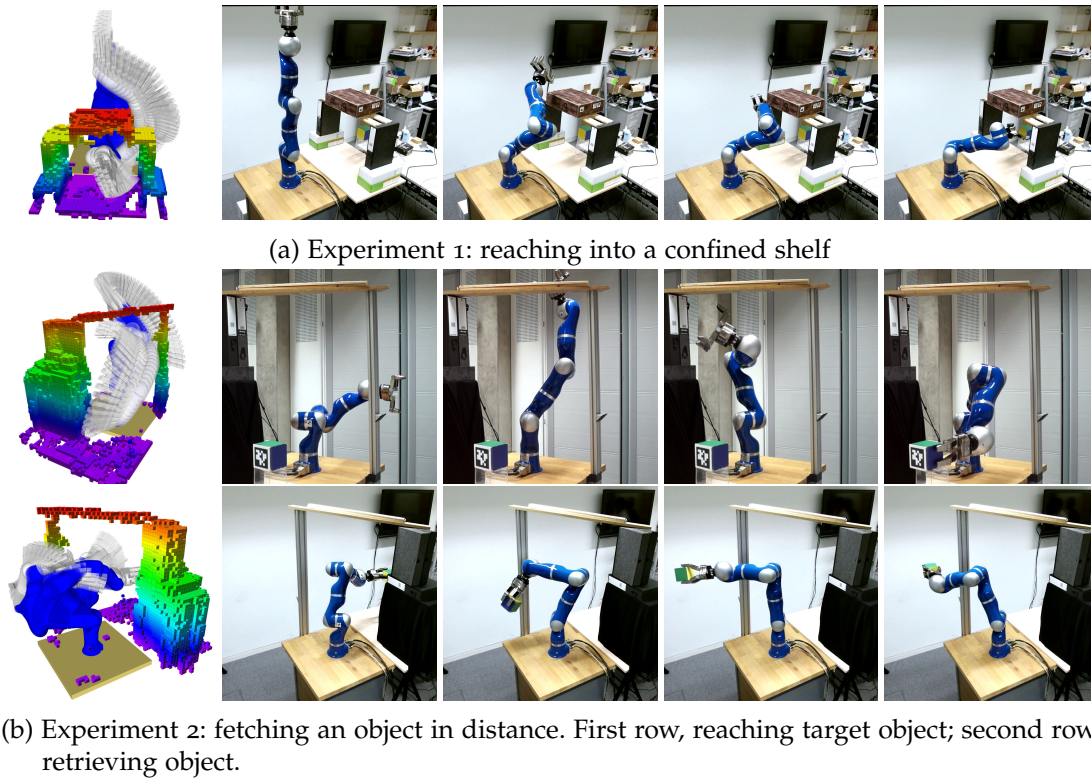 (a) Experiment 1: reaching into a confined shelf
(b) Experiment 2: fetching an object in distance. First row, reaching target object; second row
retrieving object.